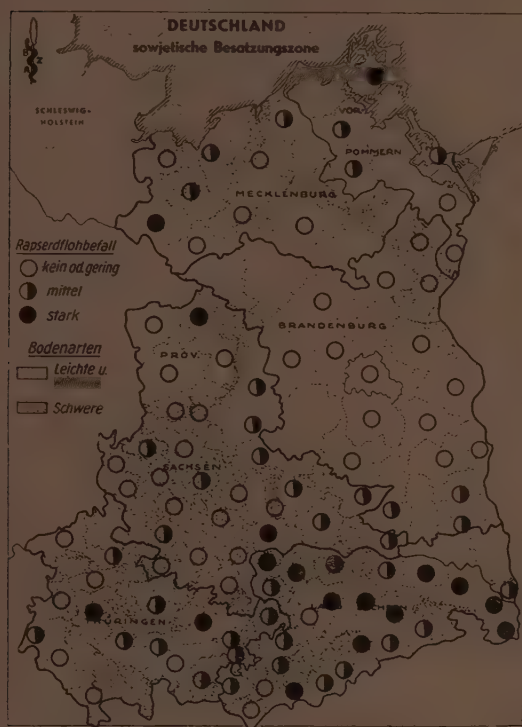 DEUTSCHLAND
sowjetische Besatzungszone
SCHLESWIG-
HOLSTEIN
VOR
POMMERN
MECKLENBURG
Rapserdflohbefall
kein od. gering
mittel
stark
BRANDENBURG
PROV.
Bodenarten
Leichte u.
Schwere
SACHSEN
THÜRINGEN